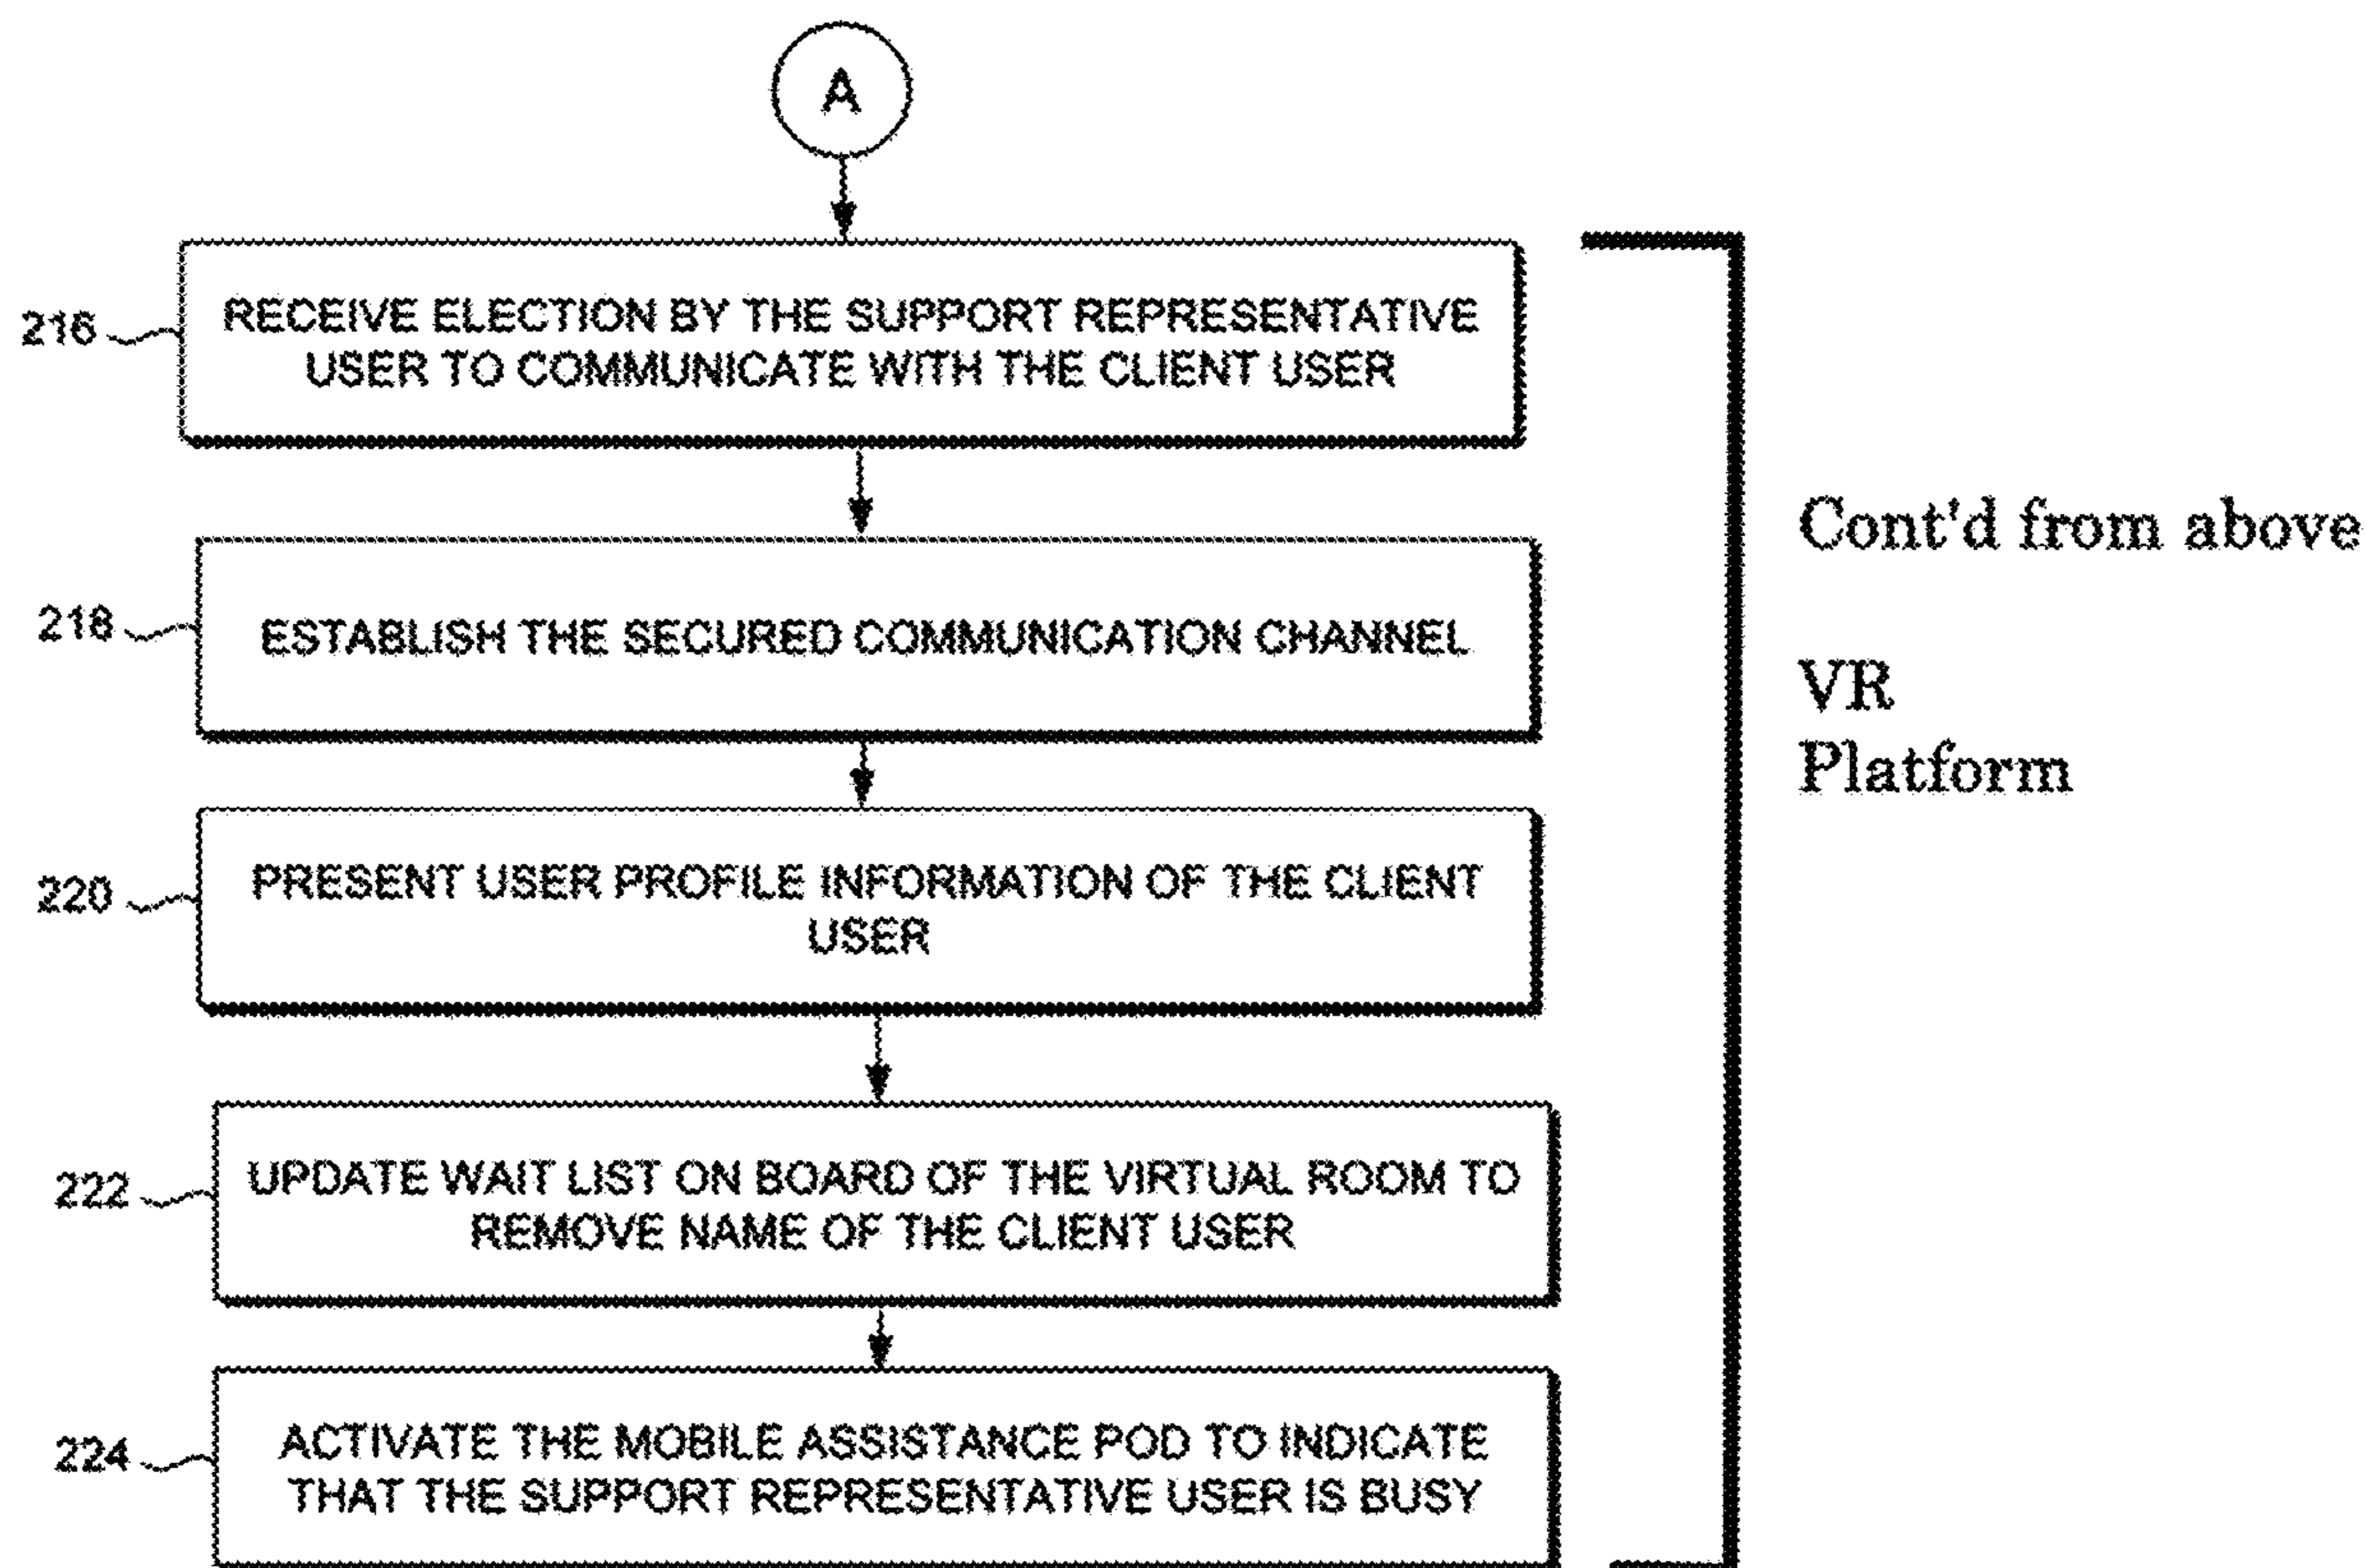 A
216
RECEIVE ELECTION BY THE SUPPORT REPRESENTATIVE
USER TO COMMUNICATE WITH THE CLIENT USER
218
ESTABLISH THE SECURED COMMUNICATION CHANNEL
220
PRESENT USER PROFILE INFORMATION OF THE CLIENT
USER
222
UPDATE WAIT LIST ON BOARD OF THE VIRTUAL ROOM TO
REMOVE NAME OF THE CLIENT USER
224
ACTIVATE THE MOBILE ASSISTANCE POD TO INDICATE
THAT THE SUPPORT REPRESENTATIVE USER IS BUSY
Cont'd from above
VR
Platform